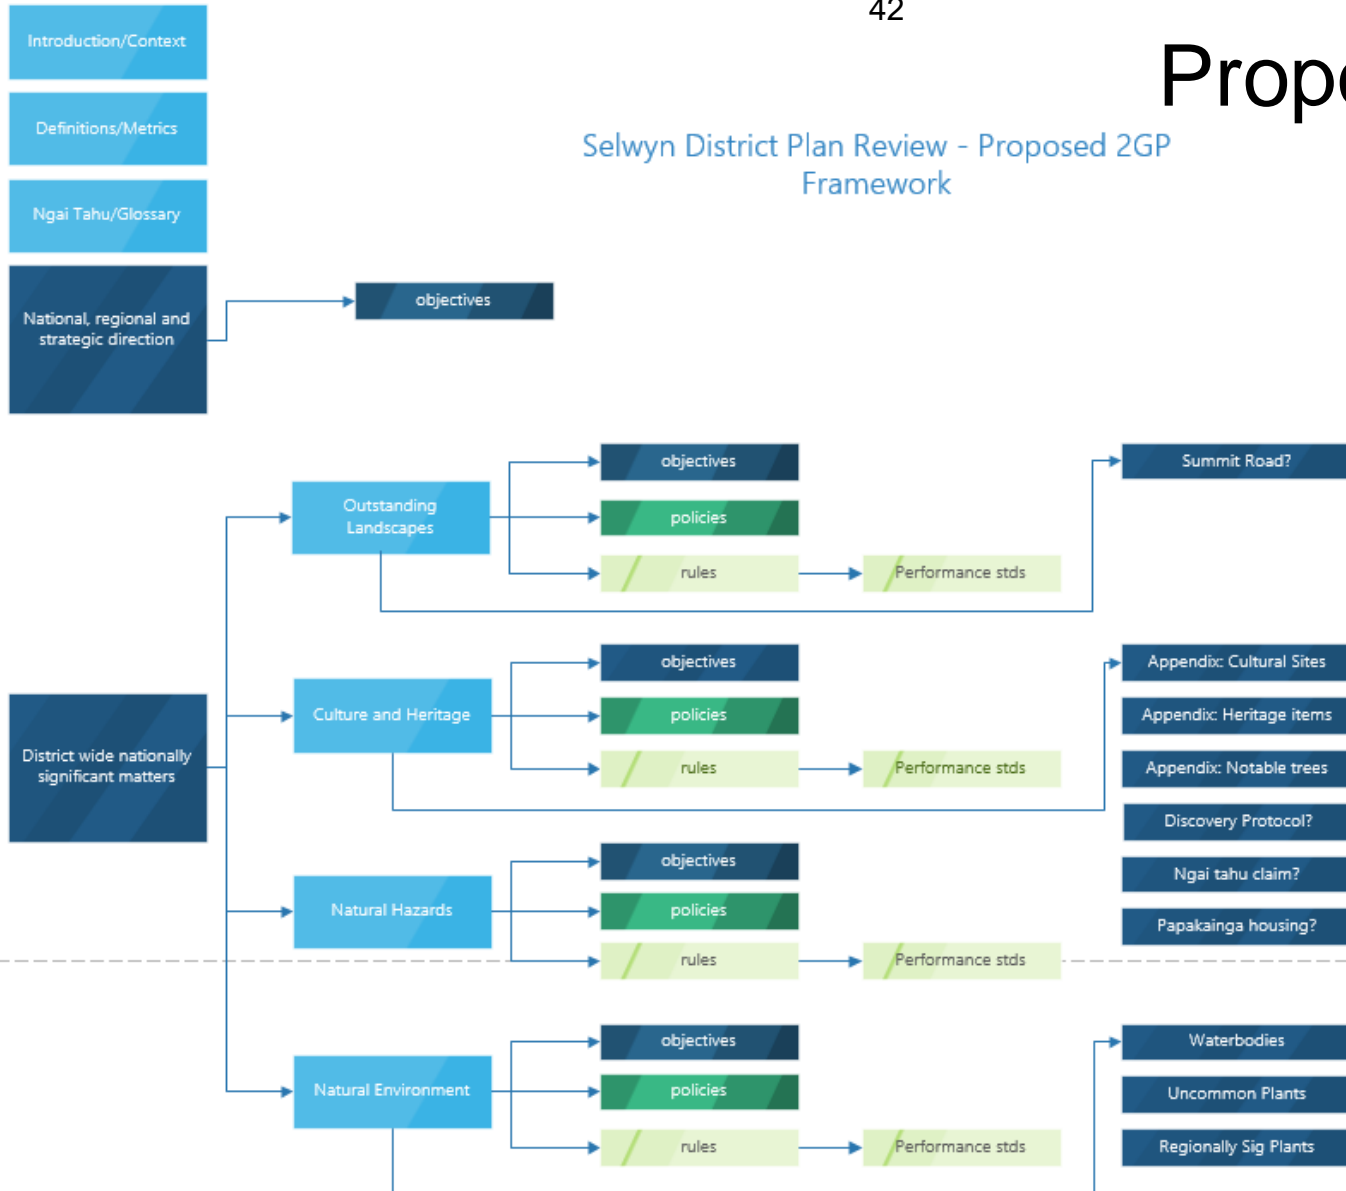 42
Propo
Introduction/Context
Definitions/Metrics
Ngai Tahu/Glossary
Selwyn District Plan Review - Proposed 2GP
Framework
National, regional and
strategic direction
objectives
District wide nationally
significant matters
Outstanding
Landscapes
objectives
policies
rules
Performance stds
Summit Road?
Culture and Heritage
objectives
policies
rules
Performance stds
Appendix: Cultural Sites
Appendix: Heritage items
Appendix: Notable trees
Discovery Protocol?
Ngai tahu claim?
Papakainga housing?
Natural Hazards
objectives
policies
rules
Performance stds
Natural Environment
objectives
policies
rules
Performance stds
Waterbodies
Uncommon Plants
Regionally Sig Plants